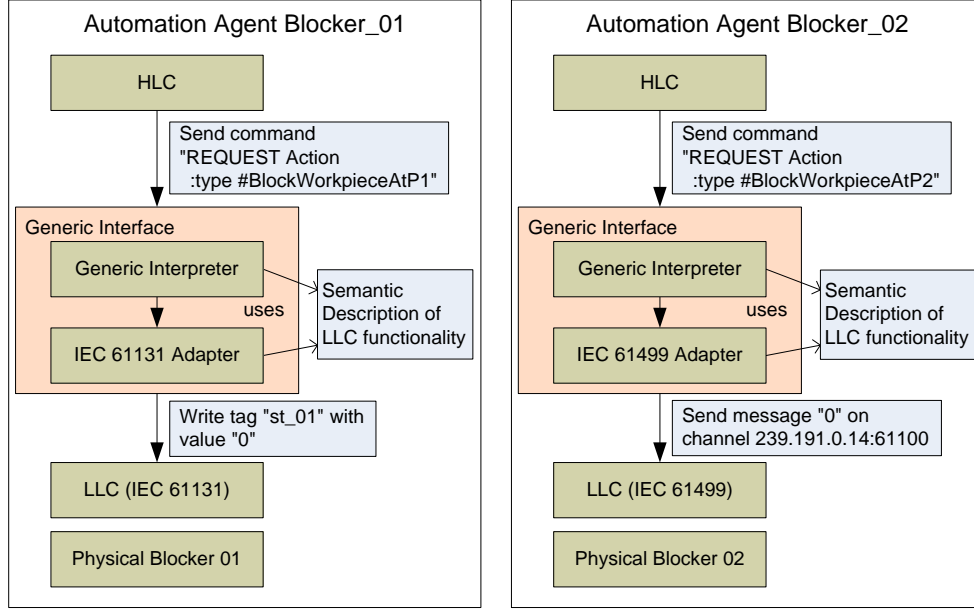 Automation Agent Blocker_01
HLC
Send command
"REQUEST Action
:type #BlockWorkpieceAtP1"
Generic Interface
Generic Interpreter
uses
IEC 61131 Adapter
Semantic
Description of
LLC functionality
Write tag "st_01" with
value "0"
LLC (IEC 61131)
Physical Blocker 01
Automation Agent Blocker_02
HLC
Send command
"REQUEST Action
:type #BlockWorkpieceAtP2"
Generic Interface
Generic Interpreter
uses
IEC 61499 Adapter
Semantic
Description of
LLC functionality
Send message "0" on
channel 239.191.0.14:61100
LLC (IEC 61499)
Physical Blocker 02